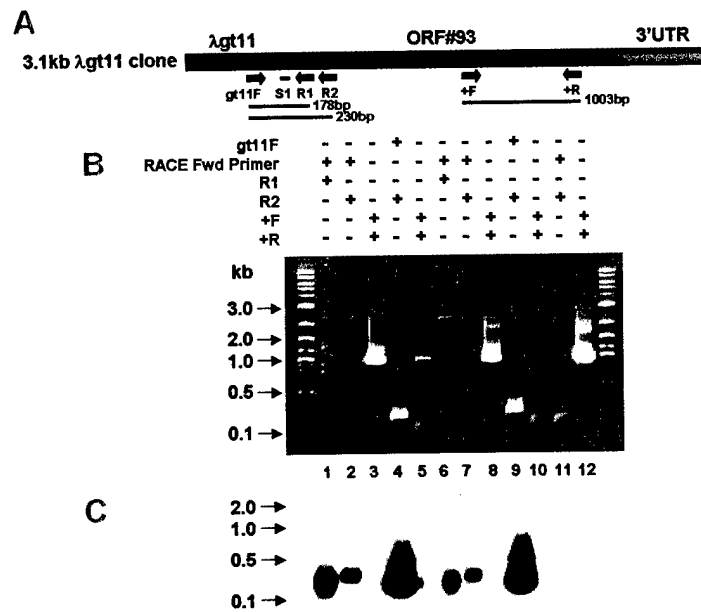 A
λgt11 ORF#93 3'UTR
3.1kb λgt11 clone
gt11F S1 R1 R2 +F +R
178bp 1003bp
230bp
B
gt11F - - - + - - - - + - - -
RACE Fwd Primer + + - - - + + - - - + -
R1 + - - - - + - - - - - -
R2 - + - + - - + - + - + -
+F - - + - + - - + - + - +
+R - - + - + - - + - + - +
kb
3.0
2.0
1.0
0.5
0.1
1 2 3 4 5 6 7 8 9 10 11 12
C
2.0
1.0
0.5
0.1